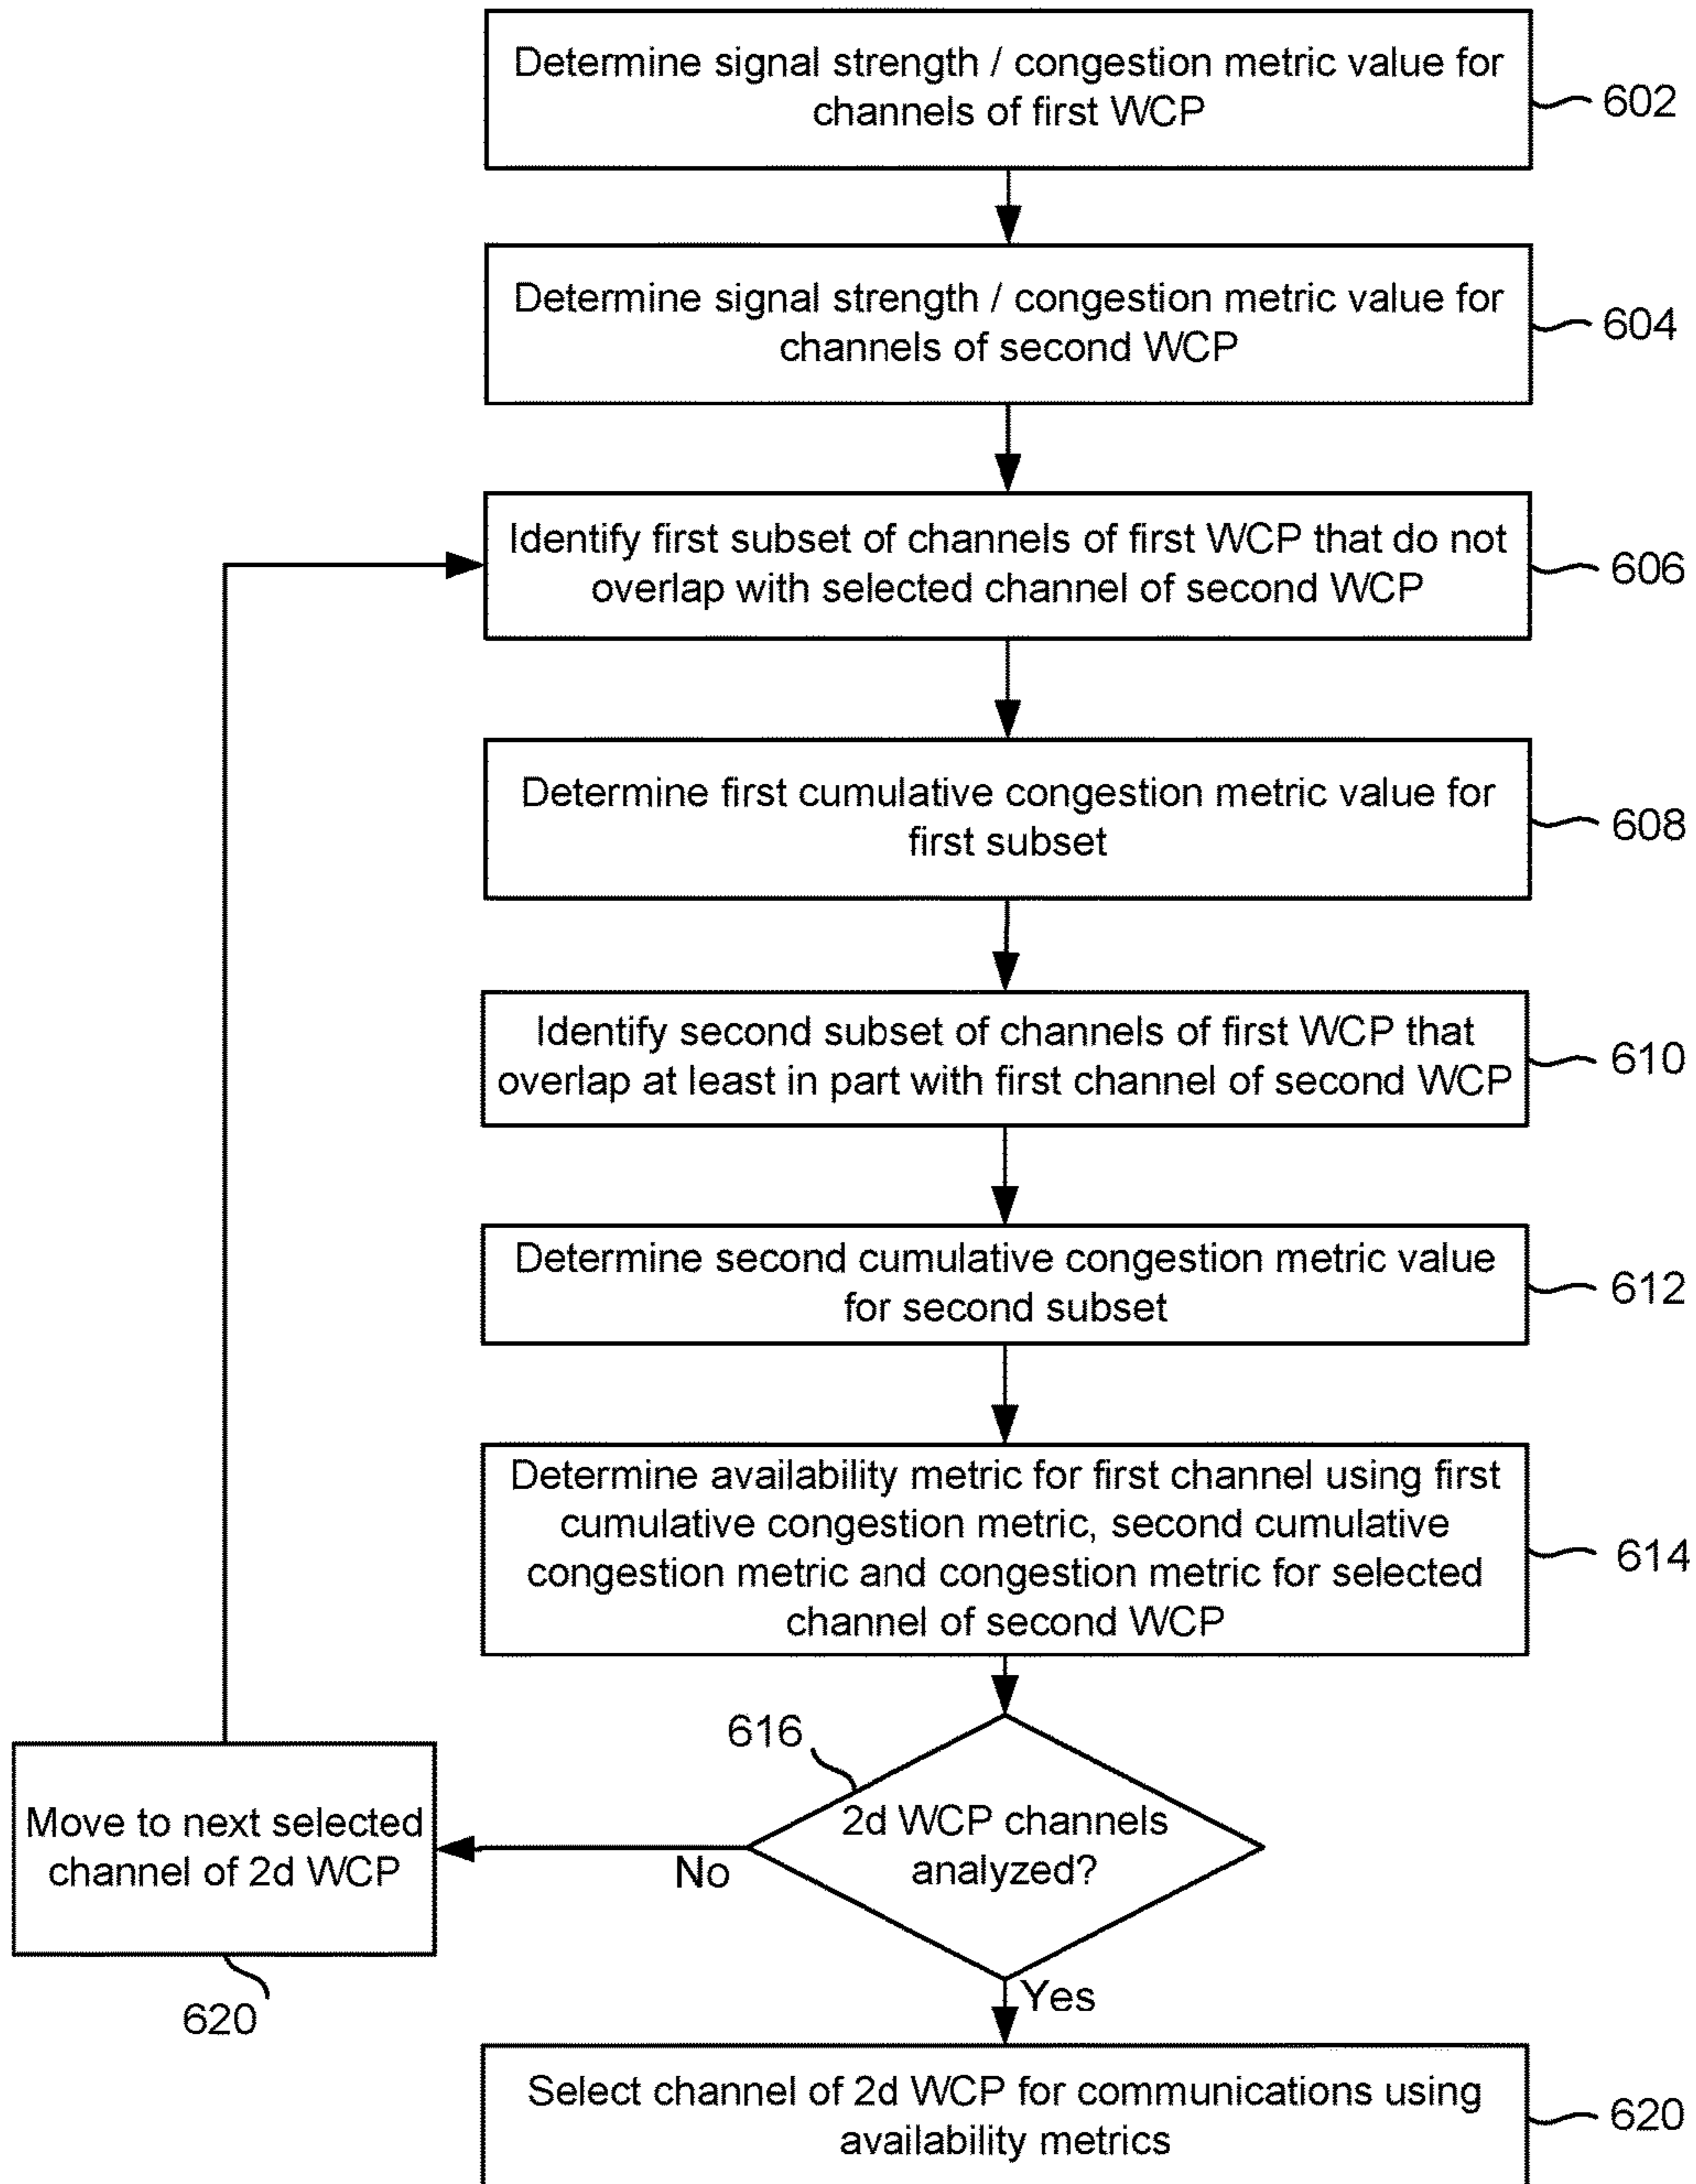 Determine signal strength / congestion metric value for
channels of first WCP
602
Determine signal strength / congestion metric value for
channels of second WCP
604
Identify first subset of channels of first WCP that do not
overlap with selected channel of second WCP
606
Determine first cumulative congestion metric value for
first subset
608
Identify second subset of channels of first WCP that
overlap at least in part with first channel of second WCP
610
Determine second cumulative congestion metric value
for second subset
612
Determine availability metric for first channel using first
cumulative congestion metric, second cumulative
congestion metric and congestion metric for selected
channel of second WCP
614
616
2d WCP channels
analyzed?
No
Move to next selected
channel of 2d WCP
620
Yes
Select channel of 2d WCP for communications using
availability metrics
620